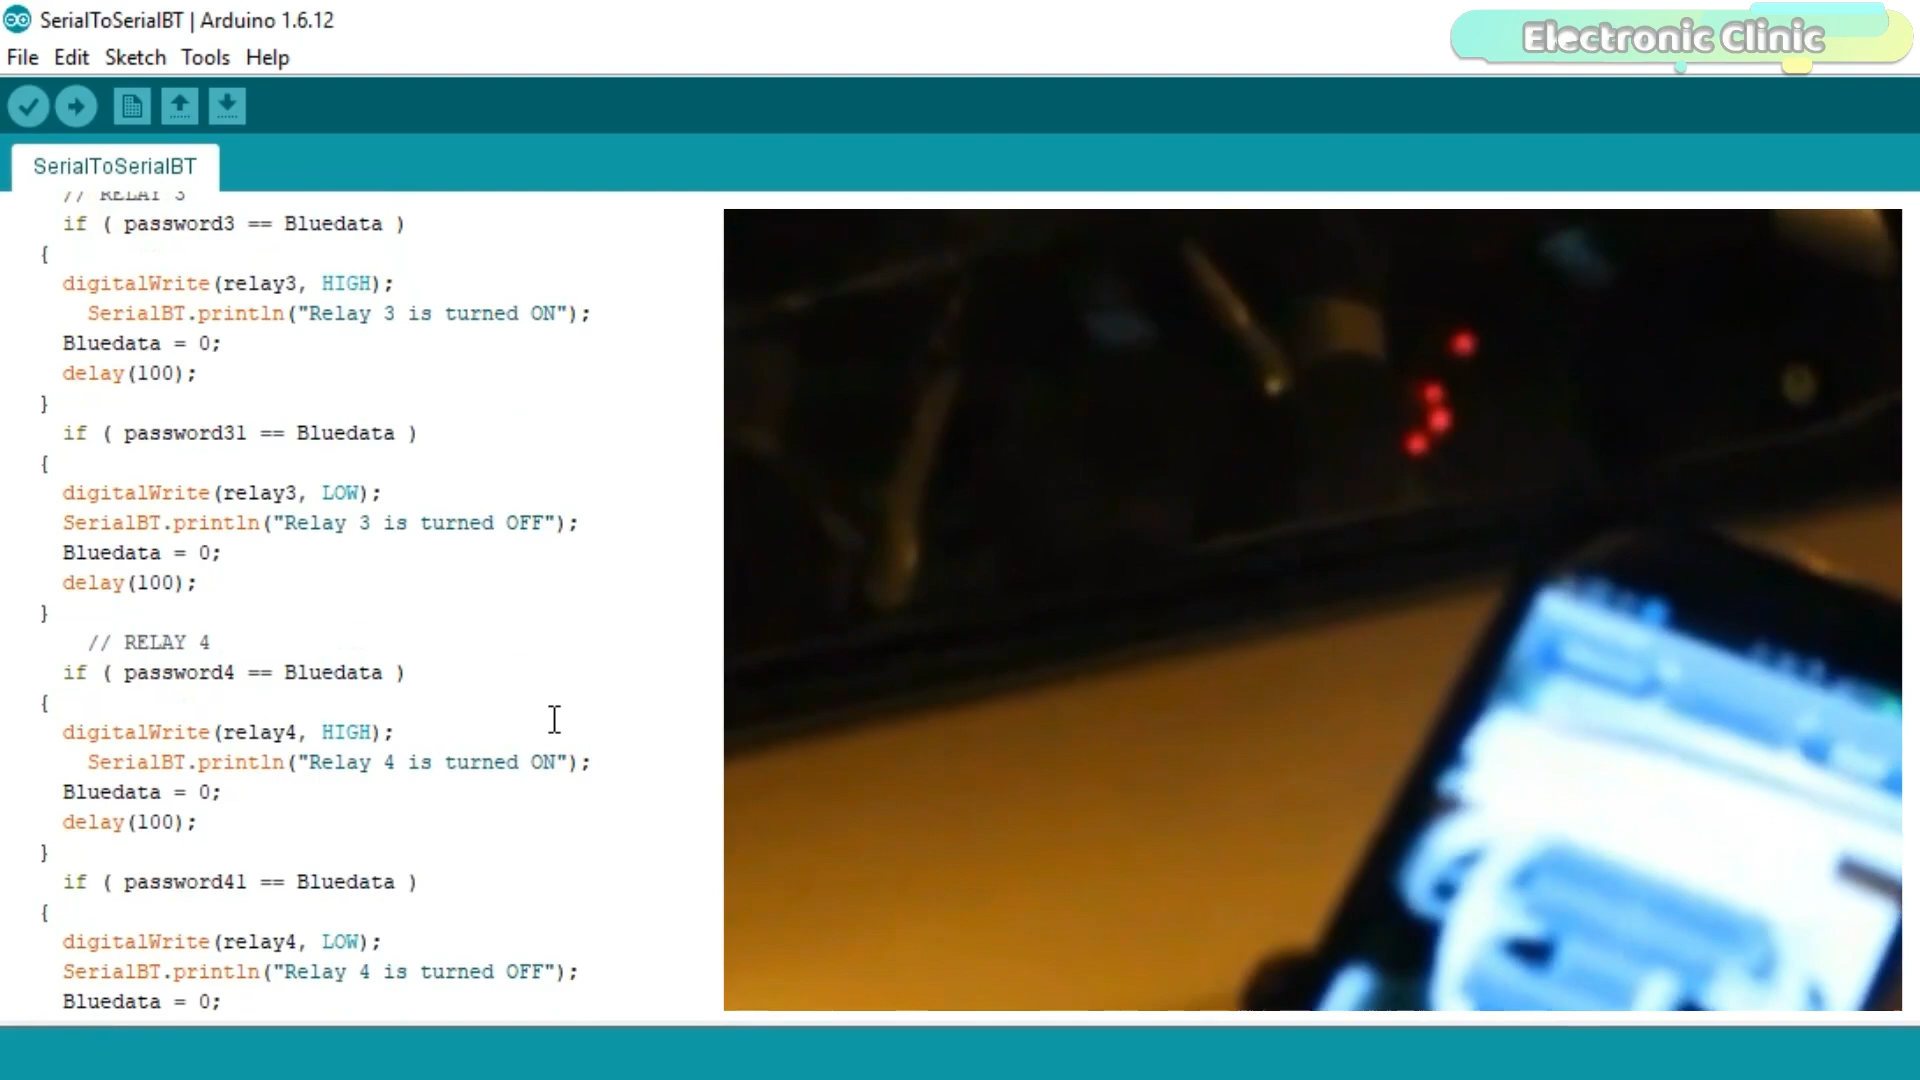 SerialToSerialBT | Arduino 1.6.12
Electronic Clinic
File Edit Sketch Tools Help
SerialToSerialBT
// RELAY 3
if ( password3 == Bluedata )
{
digitalWrite(relay3, HIGH);
SerialBT.println("Relay 3 is turned ON");
Bluedata = 0;
delay(100);
}
if ( password31 == Bluedata )
{
digitalWrite(relay3, LOW);
SerialBT.println("Relay 3 is turned OFF");
Bluedata = 0;
delay(100);
}
// RELAY 4
if ( password4 == Bluedata )
{
digitalWrite(relay4, HIGH);
SerialBT.println("Relay 4 is turned ON");
Bluedata = 0;
delay(100);
}
if ( password41 == Bluedata )
{
digitalWrite(relay4, LOW);
SerialBT.println("Relay 4 is turned OFF");
Bluedata = 0;